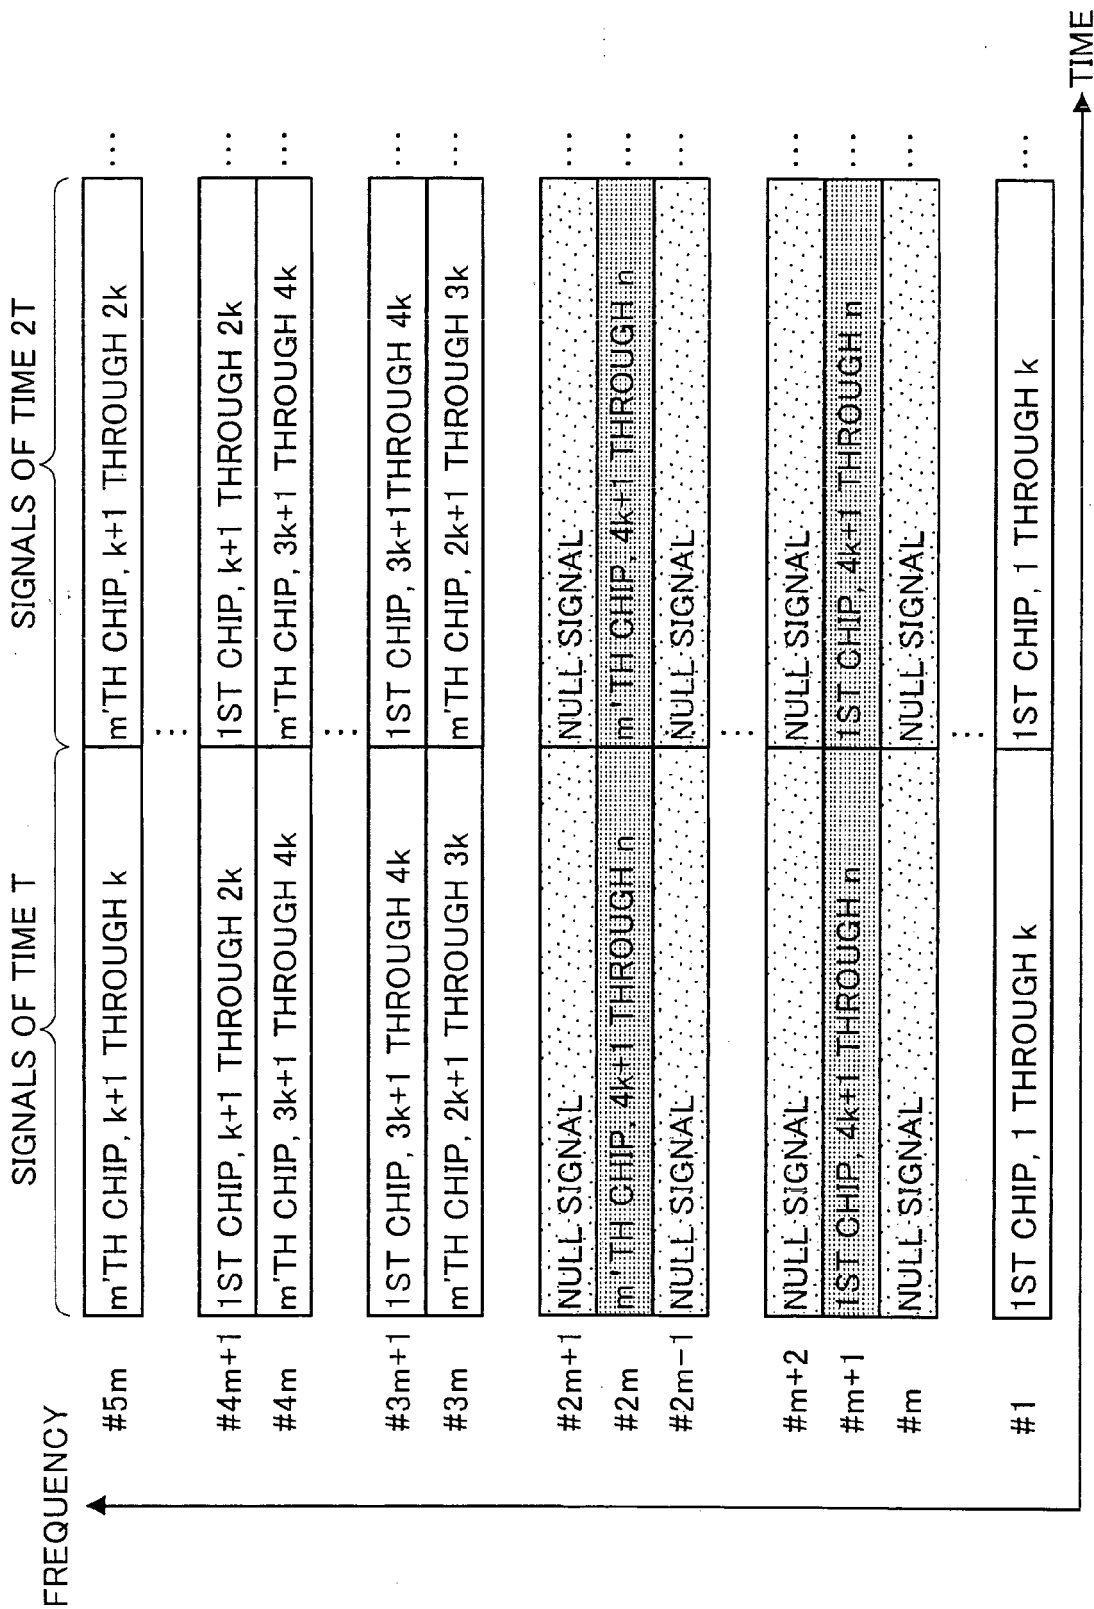 FREQUENCY
SIGNALS OF TIME T
SIGNALS OF TIME 2T
#5m
m'TH CHIP, k+1 THROUGH k
m'TH CHIP, k+1 THROUGH 2k
...
#4m+1
1ST CHIP, k+1 THROUGH 2k
1ST CHIP, k+1 THROUGH 2k
...
#4m
m'TH CHIP, 3k+1 THROUGH 4k
m'TH CHIP, 3k+1 THROUGH 4k
...
#3m+1
1ST CHIP, 3k+1 THROUGH 4k
1ST CHIP, 3k+1THROUGH 4k
...
#3m
m'TH CHIP, 2k+1 THROUGH 3k
m'TH CHIP, 2k+1 THROUGH 3k
...
#2m+1
NULL SIGNAL
NULL SIGNAL
...
#2m
m'TH CHIP, 4k+1 THROUGH n
m'TH CHIP, 4k+1 THROUGH n
...
#2m-1
NULL SIGNAL
NULL SIGNAL
...
#m+2
NULL SIGNAL
NULL SIGNAL
...
#m+1
1ST CHIP, 4k+1 THROUGH n
1ST CHIP, 4k+1 THROUGH n
...
#m
NULL SIGNAL
NULL SIGNAL
...
#1
1ST CHIP, 1 THROUGH k
1ST CHIP, 1 THROUGH k
...
TIME